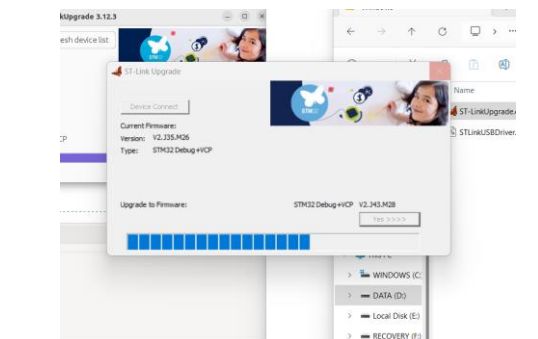 kUpgrade 3.12.3
esh device list
ST-Link Upgrade
Device Connect
Current Firmware:
Version: V2.J35.M26
Type: STM32 Debug+VCP
Upgrade to Firmware: STM32 Debug+VCP V2.J43.M28
Yes >>>>
CP
STM32
Name
ST-LinkUpgrade.
STLinkUSBDriver.
WINDOWS (C:
DATA (D:)
Local Disk (E:)
RECOVERY (F:)